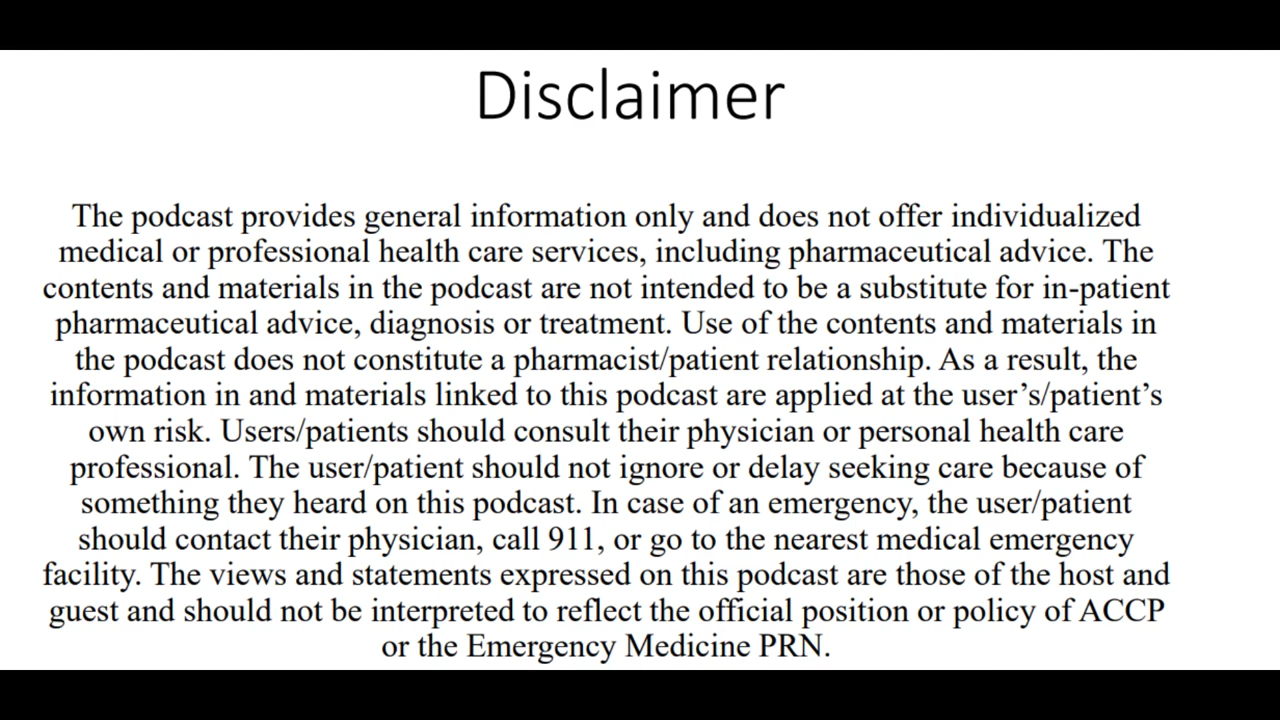 Disclaimer
The podcast provides general information only and does not offer individualized
medical or professional health care services, including pharmaceutical advice. The
contents and materials in the podcast are not intended to be a substitute for in-patient
pharmaceutical advice, diagnosis or treatment. Use of the contents and materials in
the podcast does not constitute a pharmacist/patient relationship. As a result, the
information in and materials linked to this podcast are applied at the user’s/patient’s
own risk. Users/patients should consult their physician or personal health care
professional. The user/patient should not ignore or delay seeking care because of
something they heard on this podcast. In case of an emergency, the user/patient
should contact their physician, call 911, or go to the nearest medical emergency
facility. The views and statements expressed on this podcast are those of the host and
guest and should not be interpreted to reflect the official position or policy of ACCP
or the Emergency Medicine PRN.